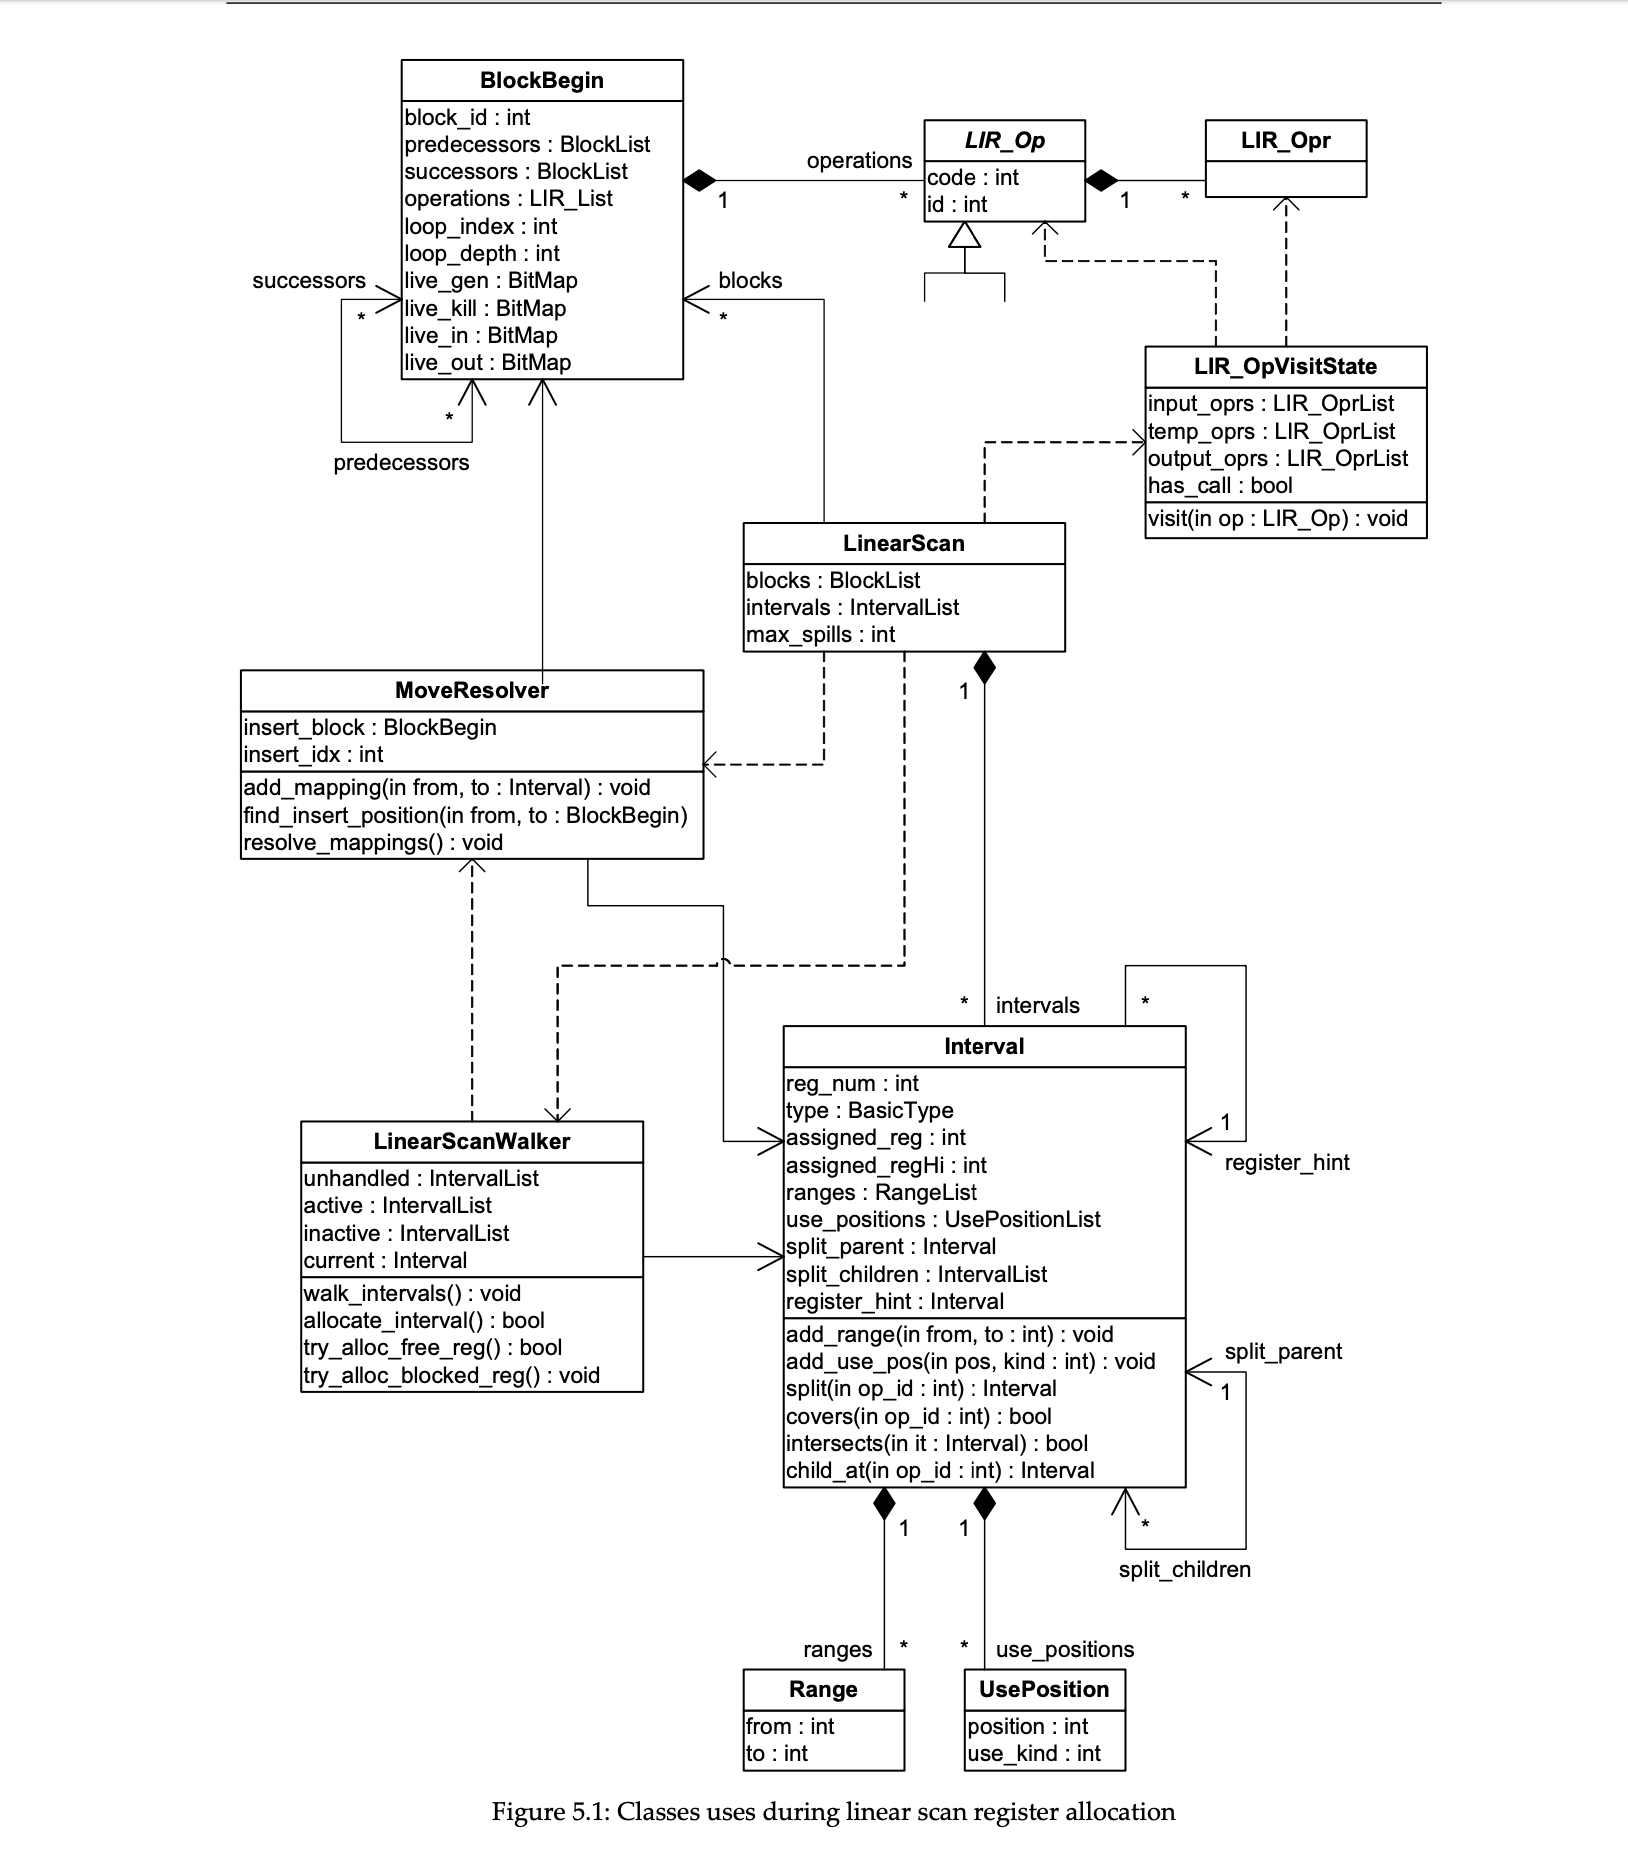 BlockBegin
block_id : int
predecessors : BlockList
successors : BlockList
operations : LIR_List
loop_index : int
loop_depth : int
live_gen : BitMap
live_kill : BitMap
live_in : BitMap
live_out : BitMap
operations
1
*
LIR_Op
code : int
id : int
1
*
LIR_Opr
successors
*
*
predecessors
blocks
*
LIR_OpVisitState
input_oprs : LIR_OprList
temp_oprs : LIR_OprList
output_oprs : LIR_OprList
has_call : bool
visit(in op : LIR_Op) : void
LinearScan
blocks : BlockList
intervals : IntervalList
max_spills : int
1
MoveResolver
insert_block : BlockBegin
insert_idx : int
add_mapping(in from, to : Interval) : void
find_insert_position(in from, to : BlockBegin)
resolve_mappings() : void
*
intervals
*
Interval
reg_num : int
type : BasicType
assigned_reg : int
assigned_regHi : int
ranges : RangeList
use_positions : UsePositionList
split_parent : Interval
split_children : IntervalList
register_hint : Interval
add_range(in from, to : int) : void
add_use_pos(in pos, kind : int) : void
split(in op_id : int) : Interval
covers(in op_id : int) : bool
intersects(in it : Interval) : bool
child_at(in op_id : int) : Interval
1
register_hint
LinearScanWalker
unhandled : IntervalList
active : IntervalList
inactive : IntervalList
current : Interval
walk_intervals() : void
allocate_interval() : bool
try_alloc_free_reg() : bool
try_alloc_blocked_reg() : void
split_parent
1
*
split_children
1
1
ranges
*
*
use_positions
Range
from : int
to : int
UsePosition
position : int
use_kind : int
Figure 5.1: Classes uses during linear scan register allocation